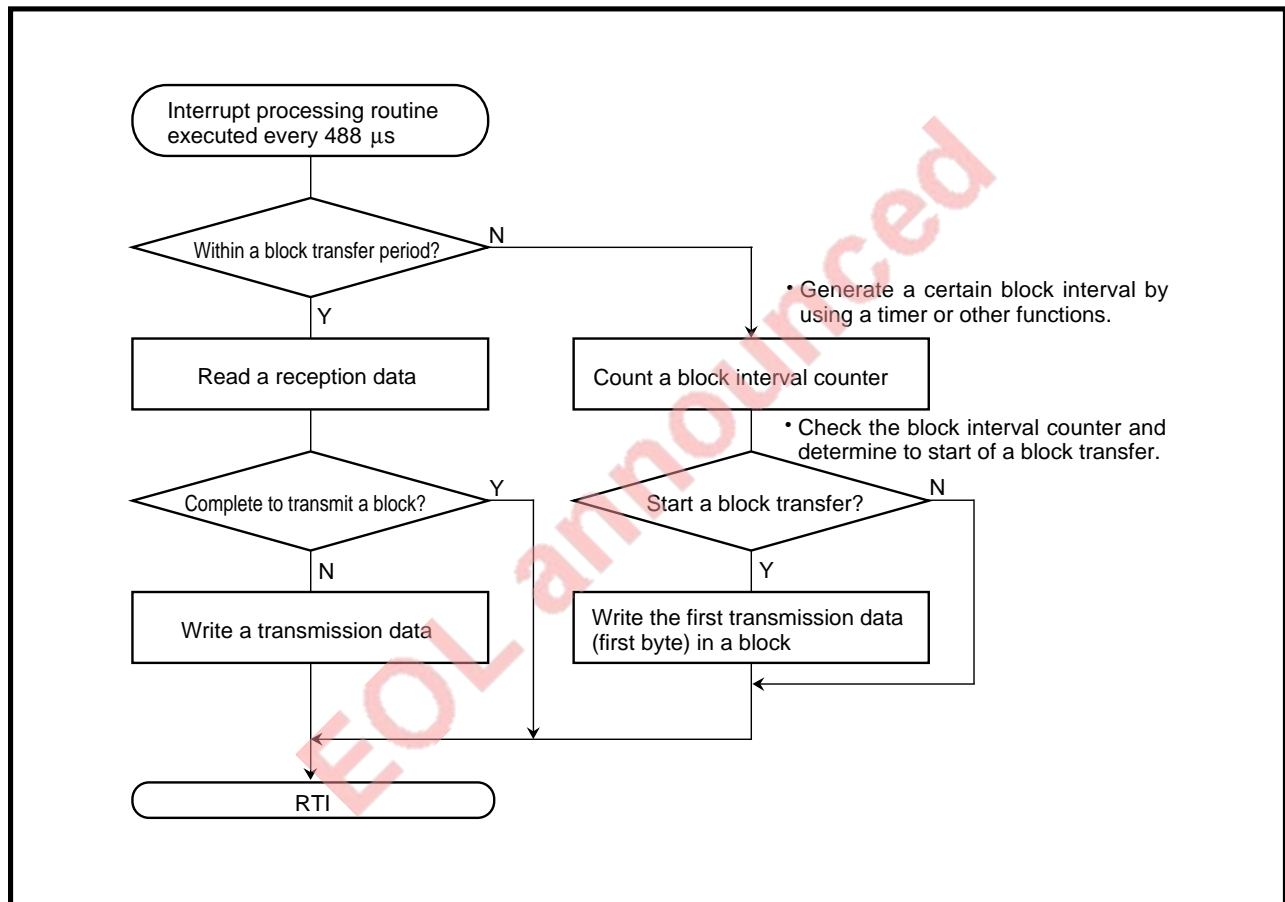 Interrupt processing routine
executed every 488 μs
Within a block transfer period?
N
Y
• Generate a certain block interval by
using a timer or other functions.
Read a reception data
Count a block interval counter
• Check the block interval counter and
determine to start of a block transfer.
Complete to transmit a block?
Y
Start a block transfer?
N
N
Y
Write a transmission data
Write the first transmission data
(first byte) in a block
RTI
EOL announced